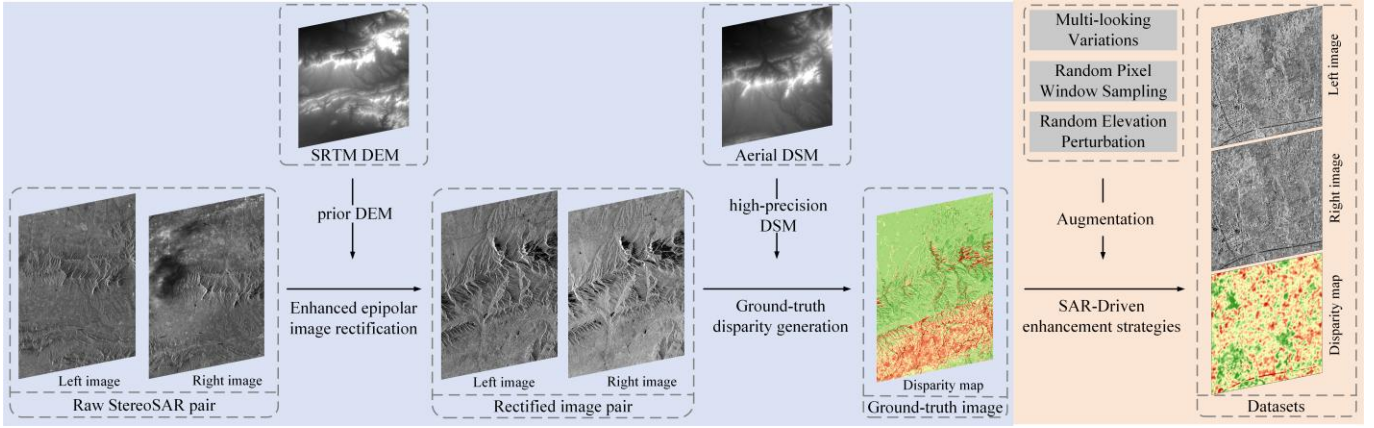 SRTM DEM
prior DEM
Left image
Right image
Raw StereoSAR pair
Enhanced epipolar
image rectification
Left image
Right image
Rectified image pair
Aerial DSM
high-precision
DSM
Ground-truth
disparity generation
Disparity map
Ground-truth image
Multi-looking
Variations
Random Pixel
Window Sampling
Random Elevation
Perturbation
Augmentation
SAR-Driven
enhancement strategies
Left image
Right image
Disparity map
Datasets